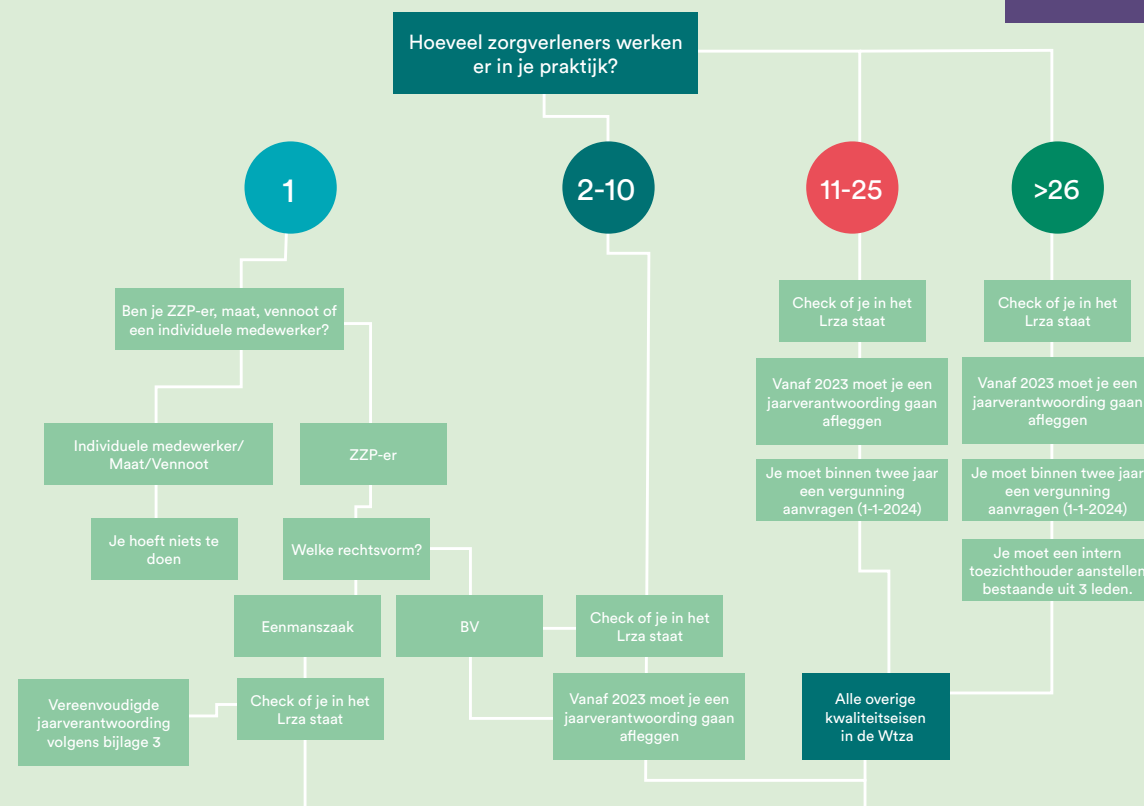 Hoeveel zorgverleners werken
er in je praktijk?
1
2-10
11-25
>26
Ben je ZZP-er, maat, vennoot of
een individuele medewerker?
Individuele medewerker/
Maat/Vennoot
ZZP-er
Je hoeft niets te
doen
Welke rechtsvorm?
Eenmanszaak
BV
Check of je in het
Lrza staat
Vereenvoudigde
jaarverantwoording
volgens bijlage 3
Check of je in het
Lrza staat
Vanaf 2023 moet je een
jaarverantwoording gaan
afleggen
Check of je in het
Lrza staat
Vanaf 2023 moet je een
jaarverantwoording gaan
afleggen
Je moet binnen twee jaar
een vergunning
aanvragen (1-1-2024)
Check of je in het
Lrza staat
Vanaf 2023 moet je een
jaarverantwoording gaan
afleggen
Je moet binnen twee jaar
een vergunning
aanvragen (1-1-2024)
Je moet een intern
toezichthouder aanstellen
bestaande uit 3 leden.
Alle overige
kwaliteitseisen
in de Wtza